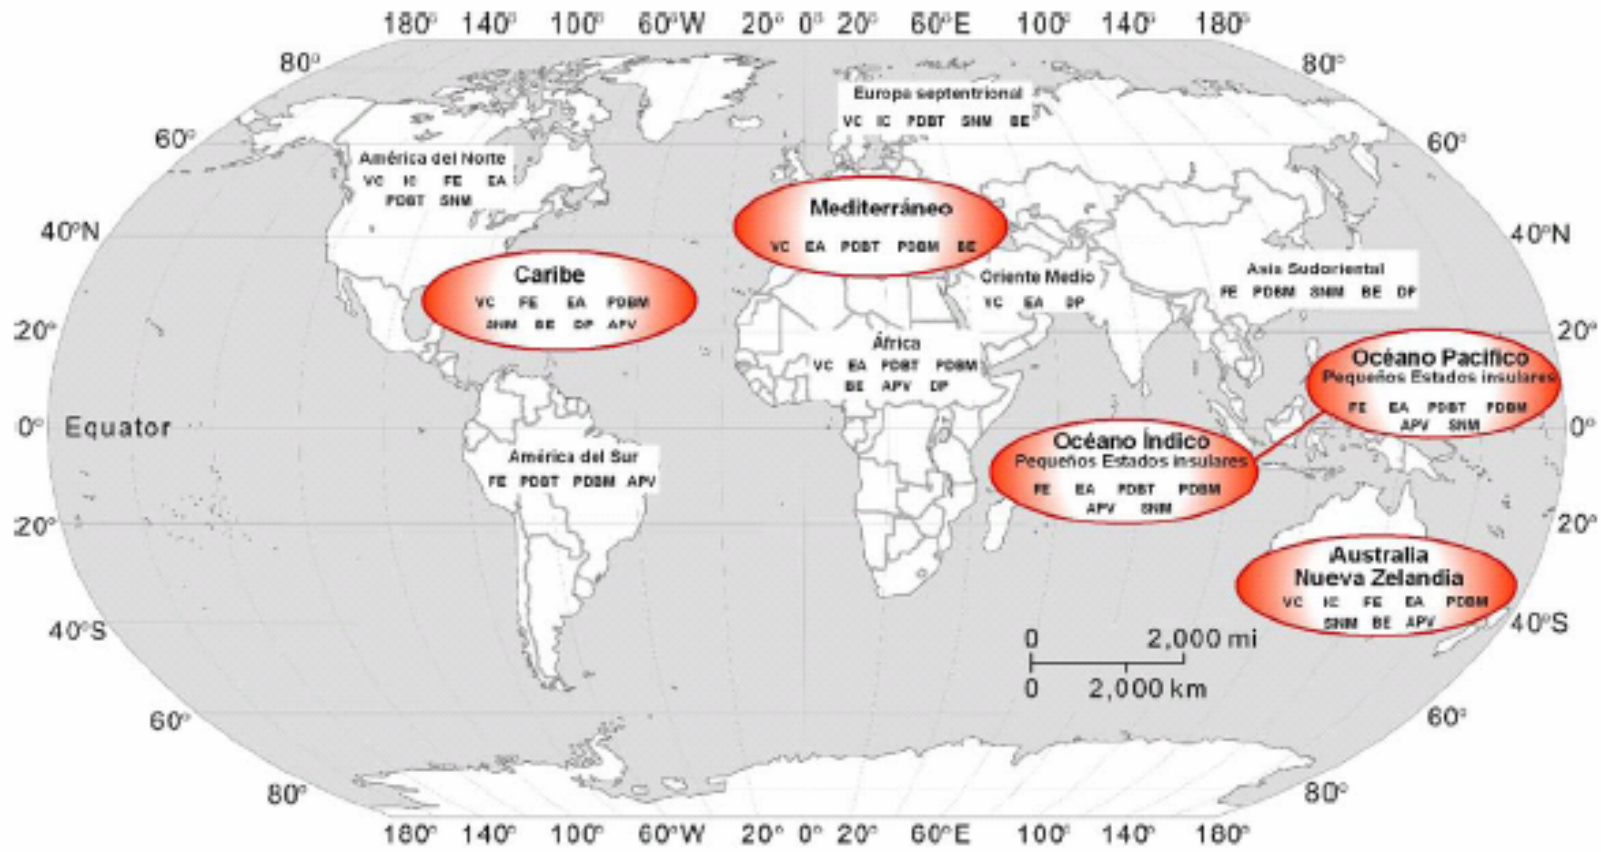 180° 140° 100° 60°W 20° 0° 20° 60°E 100° 140° 180°
80° 80°
Europa septentrional
VC IC PDBT SNM BE
60° 60°
América del Norte
VC IC FE EA
PDBT SNM
Mediterráneo
VC EA PDBT PDBM BE
40°N 40°N
Caribe
VC FE EA PDBM
SNM BE DP APV
Oriente Medio
VC EA DP
Asia Sudoriental
FE PDBM SNM BE DP
20° 20°
África
VC EA PDBT PDBM
BE APV DP
Océano Pacífico
Pequeños Estados insulares
FE EA PDBT PDBM
APV SNM
0° Equator 0°
Océano Índico
Pequeños Estados insulares
FE EA PDBT PDBM
APV SNM
América del Sur
FE PDBT PDBM APV
20° 20°
Australia
Nueva Zelandia
VC IC FE EA PDBM
SNM BE APV
40°S 40°S
0 2,000 mi
0 2,000 km
60° 60°
80° 80°
180° 140° 100° 60°W 20° 0° 20° 60°E 100° 140° 180°